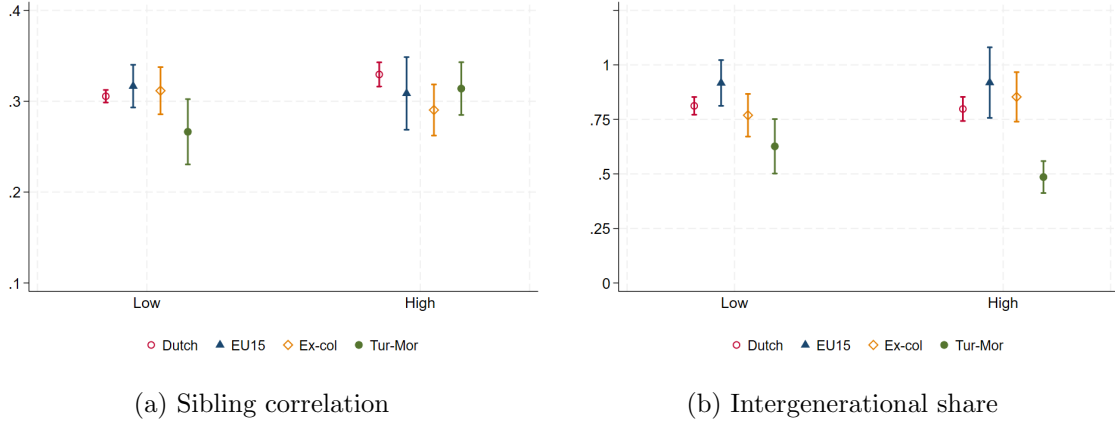 .4
.3
.2
.1
Low High
Dutch EU15 Ex-col Tur-Mor
(a) Sibling correlation
1
.75
.5
.25
0
Low High
Dutch EU15 Ex-col Tur-Mor
(b) Intergenerational share